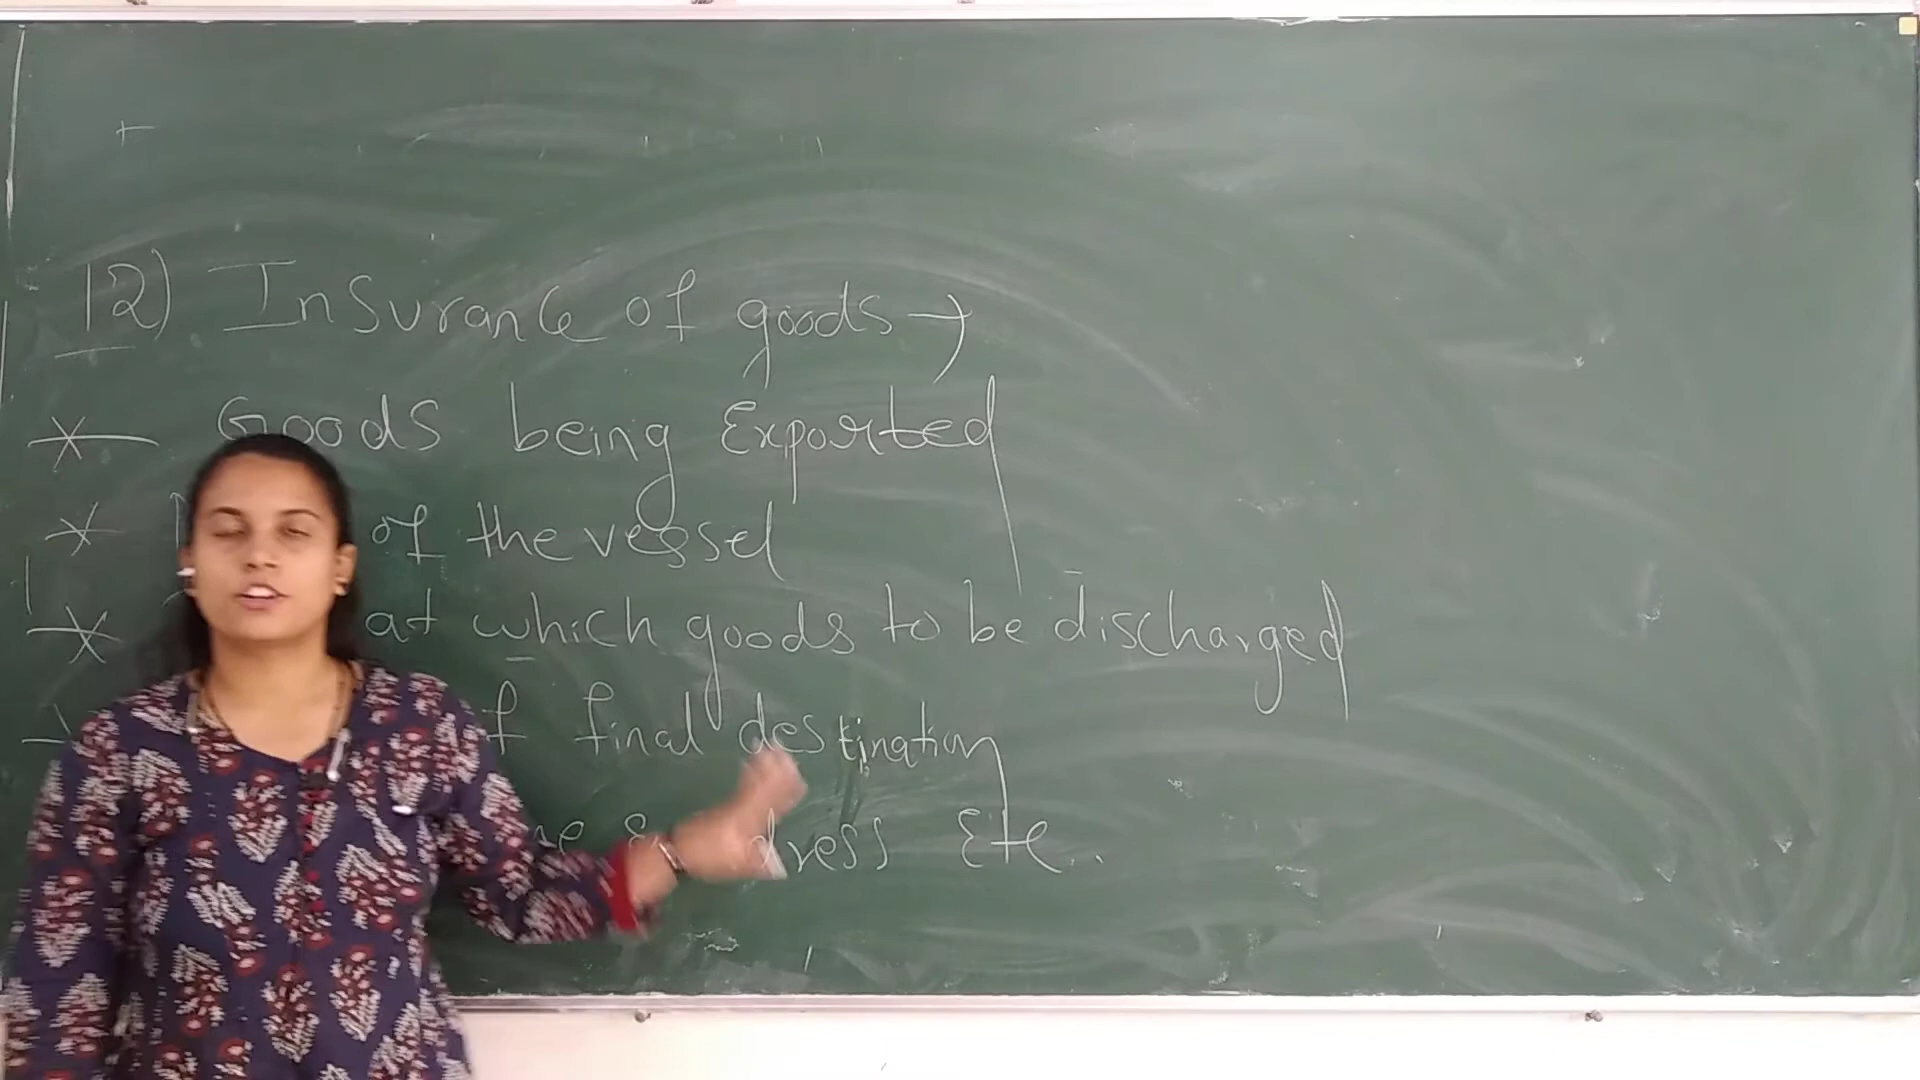 12) Insurance of goods →
* Goods being Exported
* of the vessel
* at which goods to be discharged
final destination
Etc..